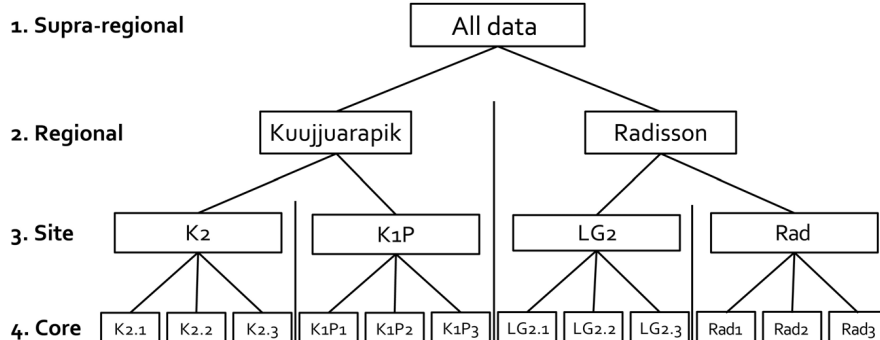 1. Supra-regional All data
2. Regional Kuujjuarapik Radisson
3. Site K2 K1P LG2 Rad
4. Core K2.1 K2.2 K2.3 K1P1 K1P2 K1P3 LG2.1 LG2.2 LG2.3 Rad1 Rad2 Rad3